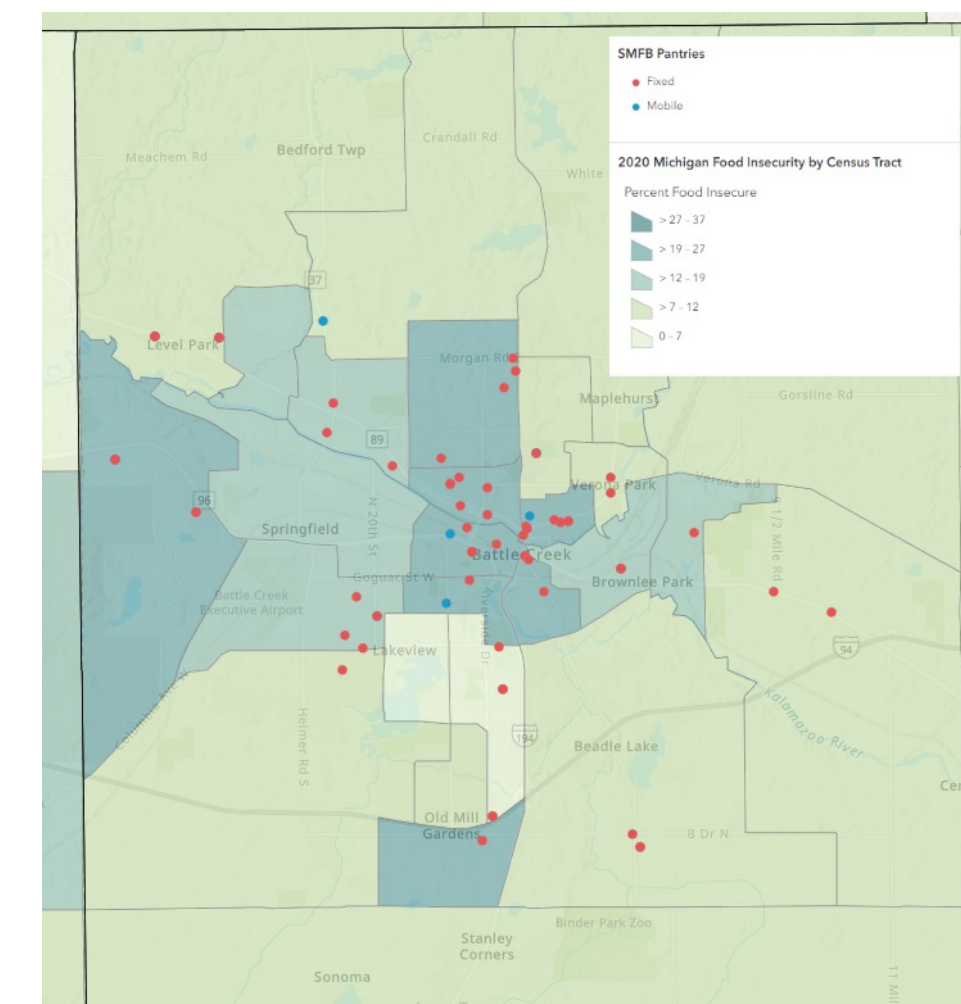 SMFB Pantries
Fixed
Mobile
2020 Michigan Food Insecurity by Census Tract
Percent Food Insecure
> 27 - 37
> 19 - 27
> 12 - 19
> 7 - 12
0 - 7
Crandall Rd
Meachem Rd
Bedford Twp
White
37
Level Park
Morgan Rd E
Maplehurst
Gorsline Rd
89
Verona Park
Verona Rd
96
N 20th St
Springfield
9 1/2 Mile Rd
Battle Creek
Goguac St W
Brownlee Park
Battle Creek
Executive Airport
Riverside Dr
Lakeview
94
Columbia Ave W
Helmer Rd S
Kalamazoo River
194
Beadle Lake
Cer
Old Mill
Gardens
B Dr N
Binder Park Zoo
Stanley
Corners
Sonoma
11 Mi